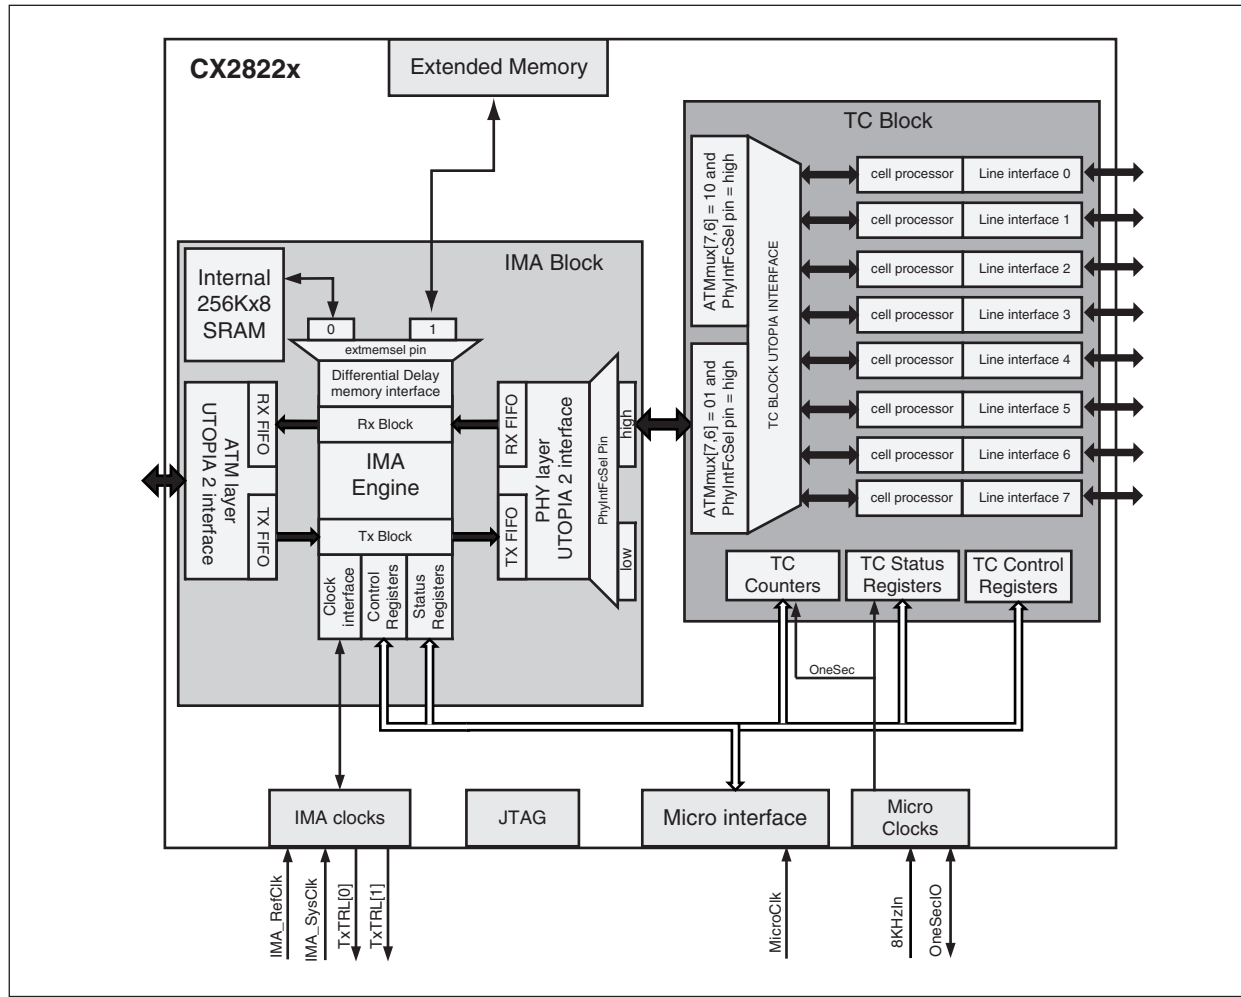 CX2822x
Extended Memory
TC Block
ATMmux[7,6] = 10 and
PhyIntFcSel pin = high
ATMmux[7,6] = 01 and
PhyIntFcSel pin = high
TC BLOCK UTOPIA INTERFACE
cell processor Line interface 0
cell processor Line interface 1
cell processor Line interface 2
cell processor Line interface 3
cell processor Line interface 4
cell processor Line interface 5
cell processor Line interface 6
cell processor Line interface 7
TC
Counters
TC Status
Registers
TC Control
Registers
OneSec
IMA Block
Internal
256Kx8
SRAM
0
1
extmemsel pin
Differential Delay
memory interface
Rx Block
IMA
Engine
Tx Block
Clock
interface
Control
Registers
Status
Registers
ATM layer
UTOPIA 2 interface
RX FIFO
TX FIFO
RX FIFO
TX FIFO
PHY layer
UTOPIA 2 interface
PhyIntFcSel Pin
high
low
IMA clocks
JTAG
Micro interface
Micro
Clocks
IMA_RefClk
IMA_SysClk
TxTRL[0]
TxTRL[1]
MicroClk
8KHzIn
OneSecIO